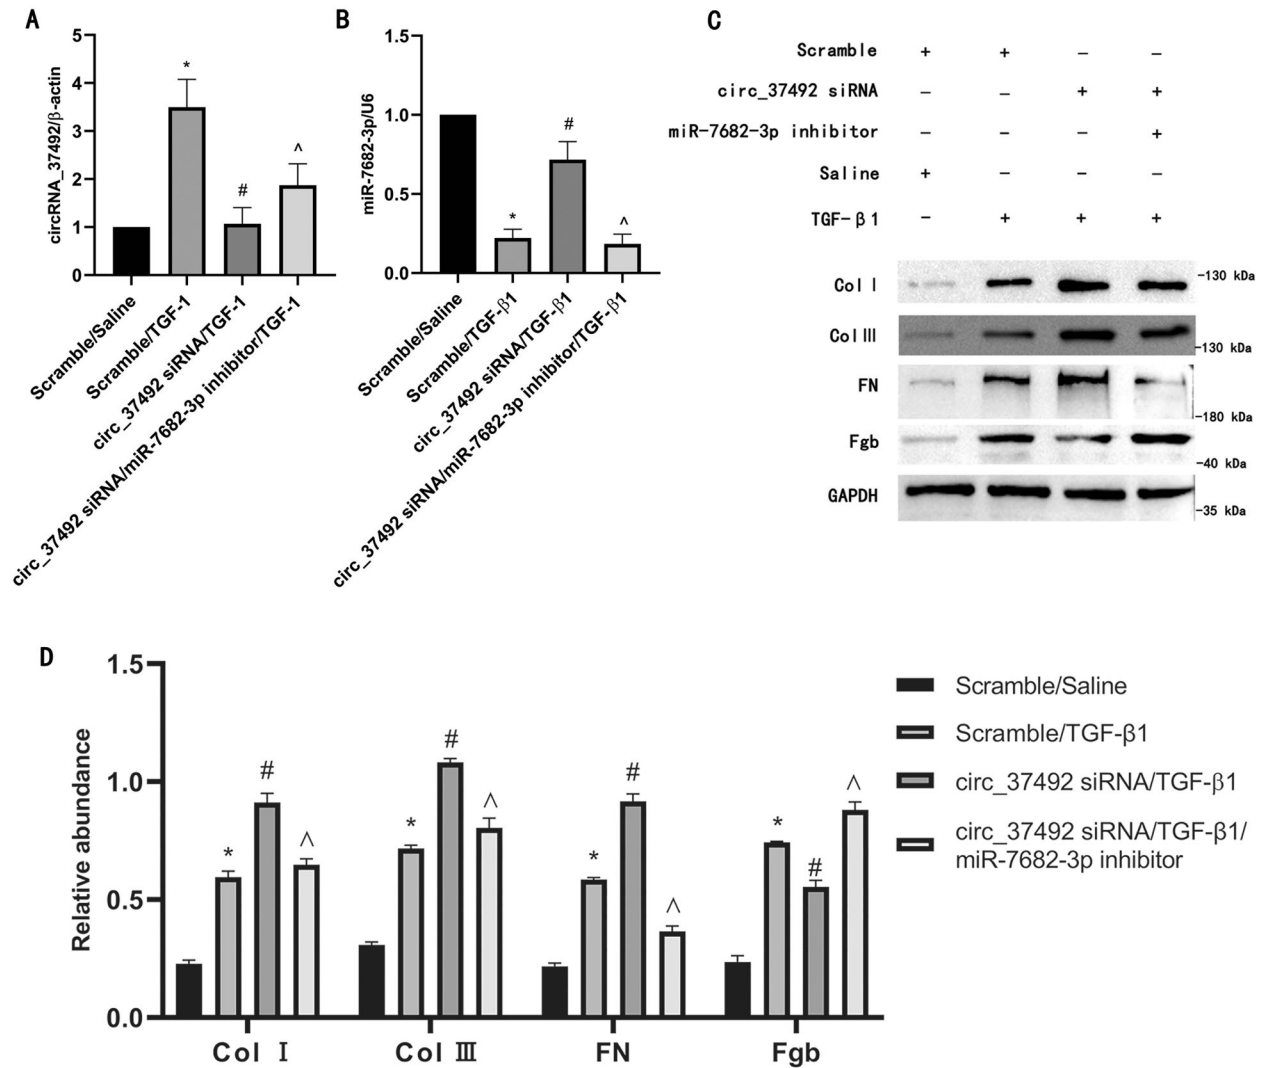 A
circRNA_37492/β-actin
5
4
3
2
1
0
*
#
^
Scramble/Saline
Scramble/TGF-1
circ_37492 siRNA/TGF-1
circ_37492 siRNA/miR-7682-3p inhibitor/TGF-1
B
miR-7682-3p/U6
1.5
1.0
0.5
0.0
*
#
^
Scramble/Saline
Scramble/TGF-β1
circ_37492 siRNA/TGF-β1
circ_37492 siRNA/miR-7682-3p inhibitor/TGF-β1
C
Scramble + + − −
circ_37492 siRNA − − + +
miR-7682-3p inhibitor − − − +
Saline + − − −
TGF-β1 − + + +
Col Ⅰ -130 kDa
Col Ⅲ -130 kDa
FN -180 kDa
Fgb -40 kDa
GAPDH -35 kDa
D
Relative abundance
1.5
1.0
0.5
0.0
* # ^
* # ^
* # ^
* # ^
Col Ⅰ
Col Ⅲ
FN
Fgb
Scramble/Saline
Scramble/TGF-β1
circ_37492 siRNA/TGF-β1
circ_37492 siRNA/TGF-β1/
miR-7682-3p inhibitor